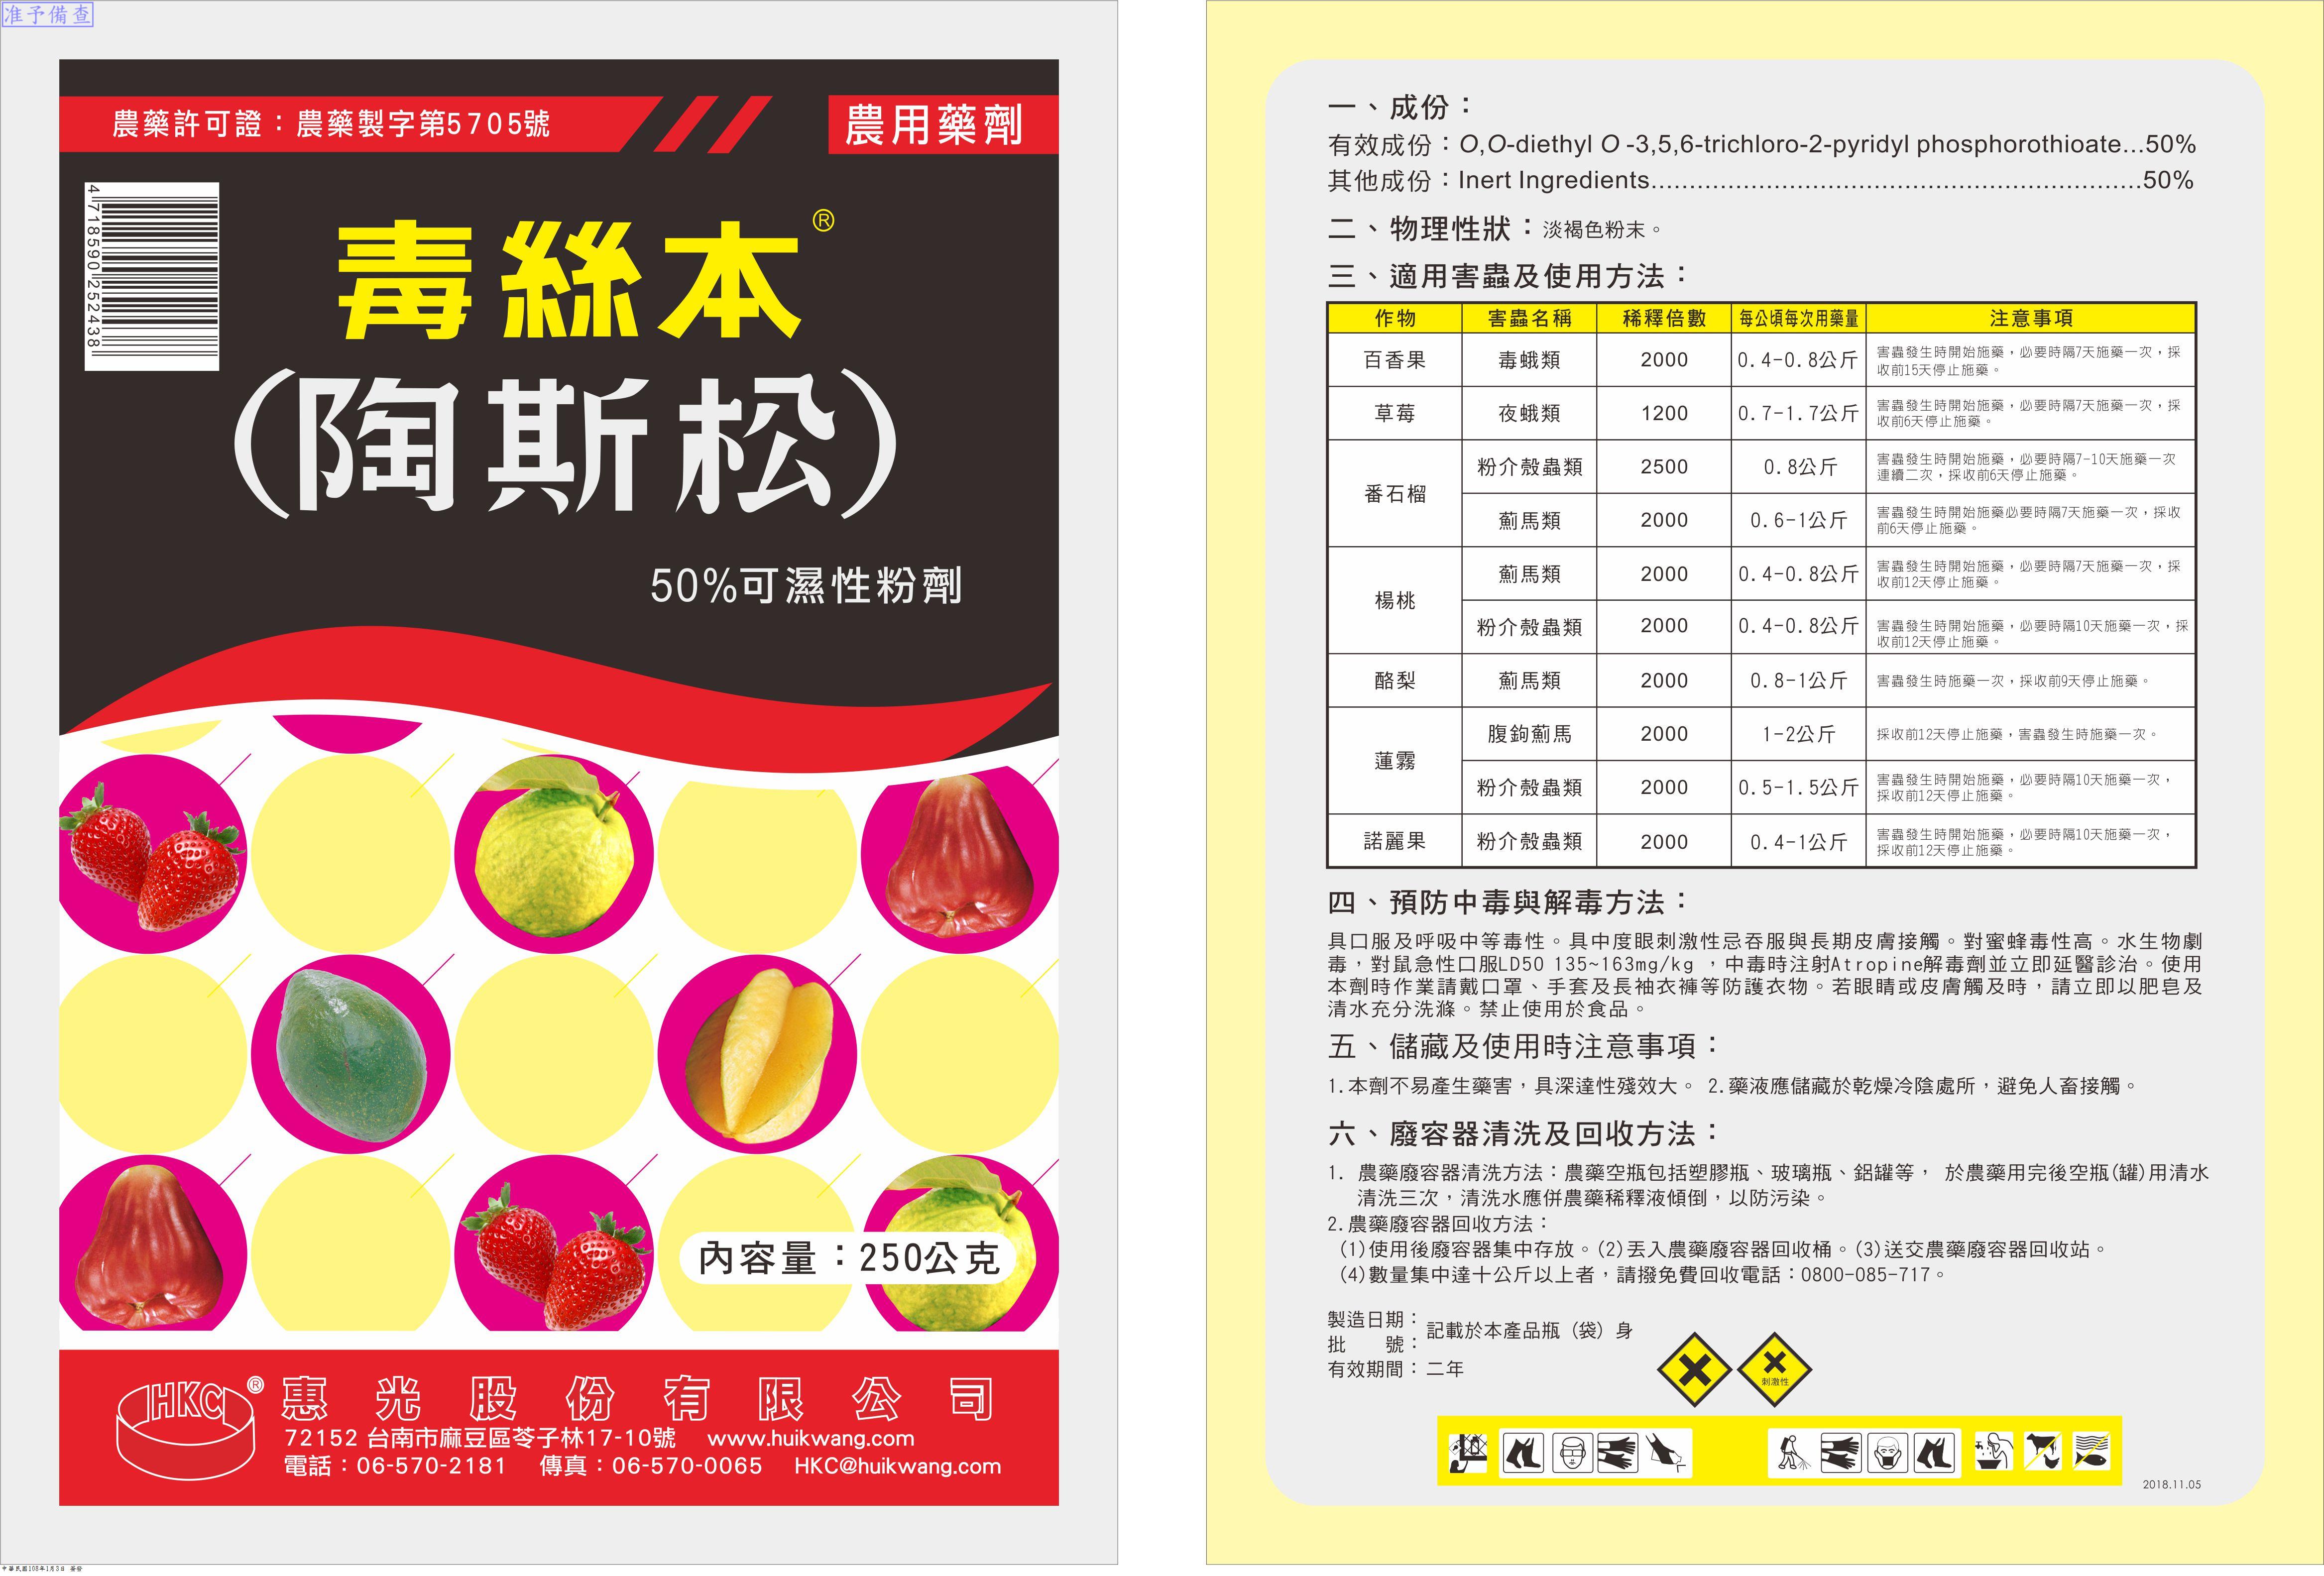 准予備查
農藥許可證：農藥製字第5705號
農用藥劑
4 718590 252438
毒絲本®
(陶斯松)
50%可濕性粉劑
內容量：250公克
HKC®
惠光股份有限公司
72152 台南市麻豆區苓子林17-10號 www.huikwang.com
電話：06-570-2181 傳真：06-570-0065 HKC@huikwang.com
中華民國108年1月3日 簽發
一、成份：
有效成份：O,O-diethyl O -3,5,6-trichloro-2-pyridyl phosphorothioate...50%
其他成份：Inert Ingredients................................................................50%
二、物理性狀：淡褐色粉末。
三、適用害蟲及使用方法：
作物 害蟲名稱 稀釋倍數 每公頃每次用藥量 注意事項
百香果 毒蛾類 2000 0.4-0.8公斤 害蟲發生時開始施藥，必要時隔7天施藥一次，採
收前15天停止施藥。
草莓 夜蛾類 1200 0.7-1.7公斤 害蟲發生時開始施藥，必要時隔7天施藥一次，採
收前6天停止施藥。
番石榴 粉介殼蟲類 2500 0.8公斤 害蟲發生時開始施藥，必要時隔7-10天施藥一次
連續二次，採收前6天停止施藥。
薊馬類 2000 0.6-1公斤 害蟲發生時開始施藥必要時隔7天施藥一次，採收
前6天停止施藥。
楊桃 薊馬類 2000 0.4-0.8公斤 害蟲發生時開始施藥，必要時隔7天施藥一次，採
收前12天停止施藥。
粉介殼蟲類 2000 0.4-0.8公斤 害蟲發生時開始施藥，必要時隔10天施藥一次，採
收前12天停止施藥。
酪梨 薊馬類 2000 0.8-1公斤 害蟲發生時施藥一次，採收前9天停止施藥。
蓮霧 腹鉤薊馬 2000 1-2公斤 採收前12天停止施藥，害蟲發生時施藥一次。
粉介殼蟲類 2000 0.5-1.5公斤 害蟲發生時開始施藥，必要時隔10天施藥一次，
採收前12天停止施藥。
諾麗果 粉介殼蟲類 2000 0.4-1公斤 害蟲發生時開始施藥，必要時隔10天施藥一次，
採收前12天停止施藥。
四、預防中毒與解毒方法：
具口服及呼吸中等毒性。具中度眼刺激性忌吞服與長期皮膚接觸。對蜜蜂毒性高。水生物劇
毒，對鼠急性口服LD50 135~163mg/kg ，中毒時注射Atropine解毒劑並立即延醫診治。使用
本劑時作業請戴口罩、手套及長袖衣褲等防護衣物。若眼睛或皮膚觸及時，請立即以肥皂及
清水充分洗滌。禁止使用於食品。
五、儲藏及使用時注意事項：
1.本劑不易產生藥害，具深達性殘效大。 2.藥液應儲藏於乾燥冷陰處所，避免人畜接觸。
六、廢容器清洗及回收方法：
1. 農藥廢容器清洗方法：農藥空瓶包括塑膠瓶、玻璃瓶、鋁罐等， 於農藥用完後空瓶(罐)用清水
清洗三次，清洗水應併農藥稀釋液傾倒，以防污染。
2.農藥廢容器回收方法：
(1)使用後廢容器集中存放。(2)丟入農藥廢容器回收桶。(3)送交農藥廢容器回收站。
(4)數量集中達十公斤以上者，請撥免費回收電話：0800-085-717。
製造日期：
批 號：
記載於本產品瓶（袋）身
有效期間：二年
刺激性
2018.11.05